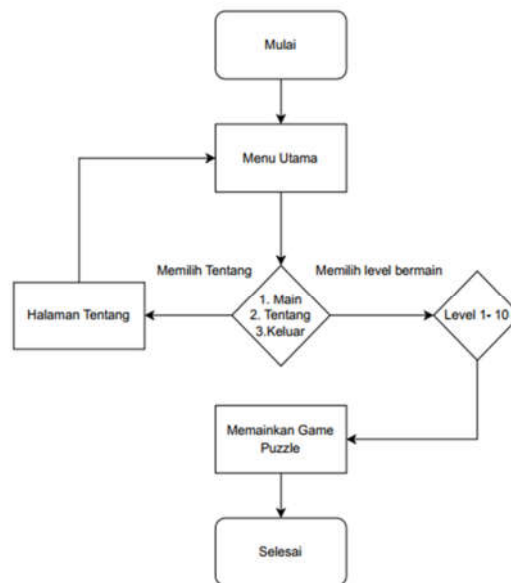 Mulai
Menu Utama
Memilih Tentang
Memilih level bermain
Halaman Tentang
1. Main
2. Tentang
3.Keluar
Level 1- 10
Memainkan Game
Puzzle
Selesai